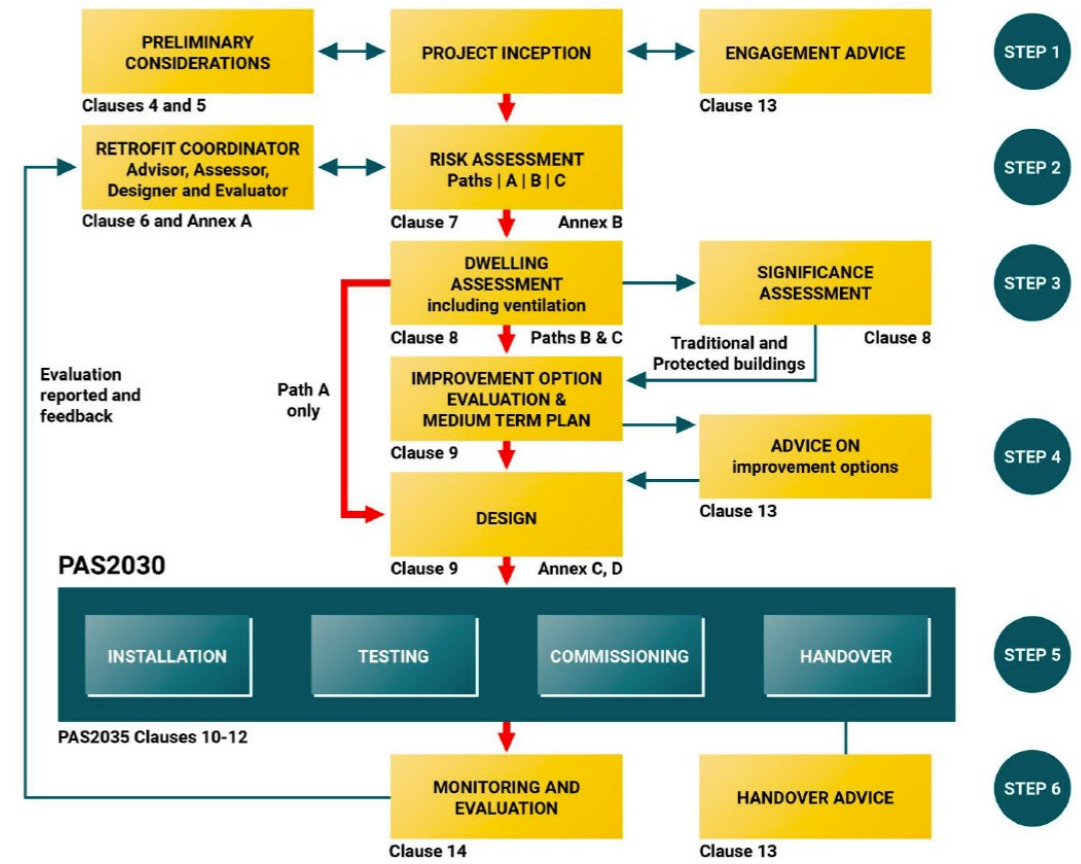 PRELIMINARY
CONSIDERATIONS
Clauses 4 and 5
PROJECT INCEPTION
ENGAGEMENT ADVICE
Clause 13
STEP 1
RETROFIT COORDINATOR
Advisor, Assessor,
Designer and Evaluator
Clause 6 and Annex A
RISK ASSESSMENT
Paths | A | B | C
Clause 7
Annex B
STEP 2
DWELLING
ASSESSMENT
including ventilation
Clause 8
Paths B & C
SIGNIFICANCE
ASSESSMENT
Clause 8
Traditional and
Protected buildings
STEP 3
Evaluation
reported and
feedback
Path A
only
IMPROVEMENT OPTION
EVALUATION &
MEDIUM TERM PLAN
Clause 9
ADVICE ON
improvement options
Clause 13
STEP 4
DESIGN
Clause 9
Annex C, D
PAS2030
INSTALLATION
TESTING
COMMISSIONING
HANDOVER
STEP 5
PAS2035 Clauses 10-12
MONITORING AND
EVALUATION
Clause 14
HANDOVER ADVICE
Clause 13
STEP 6